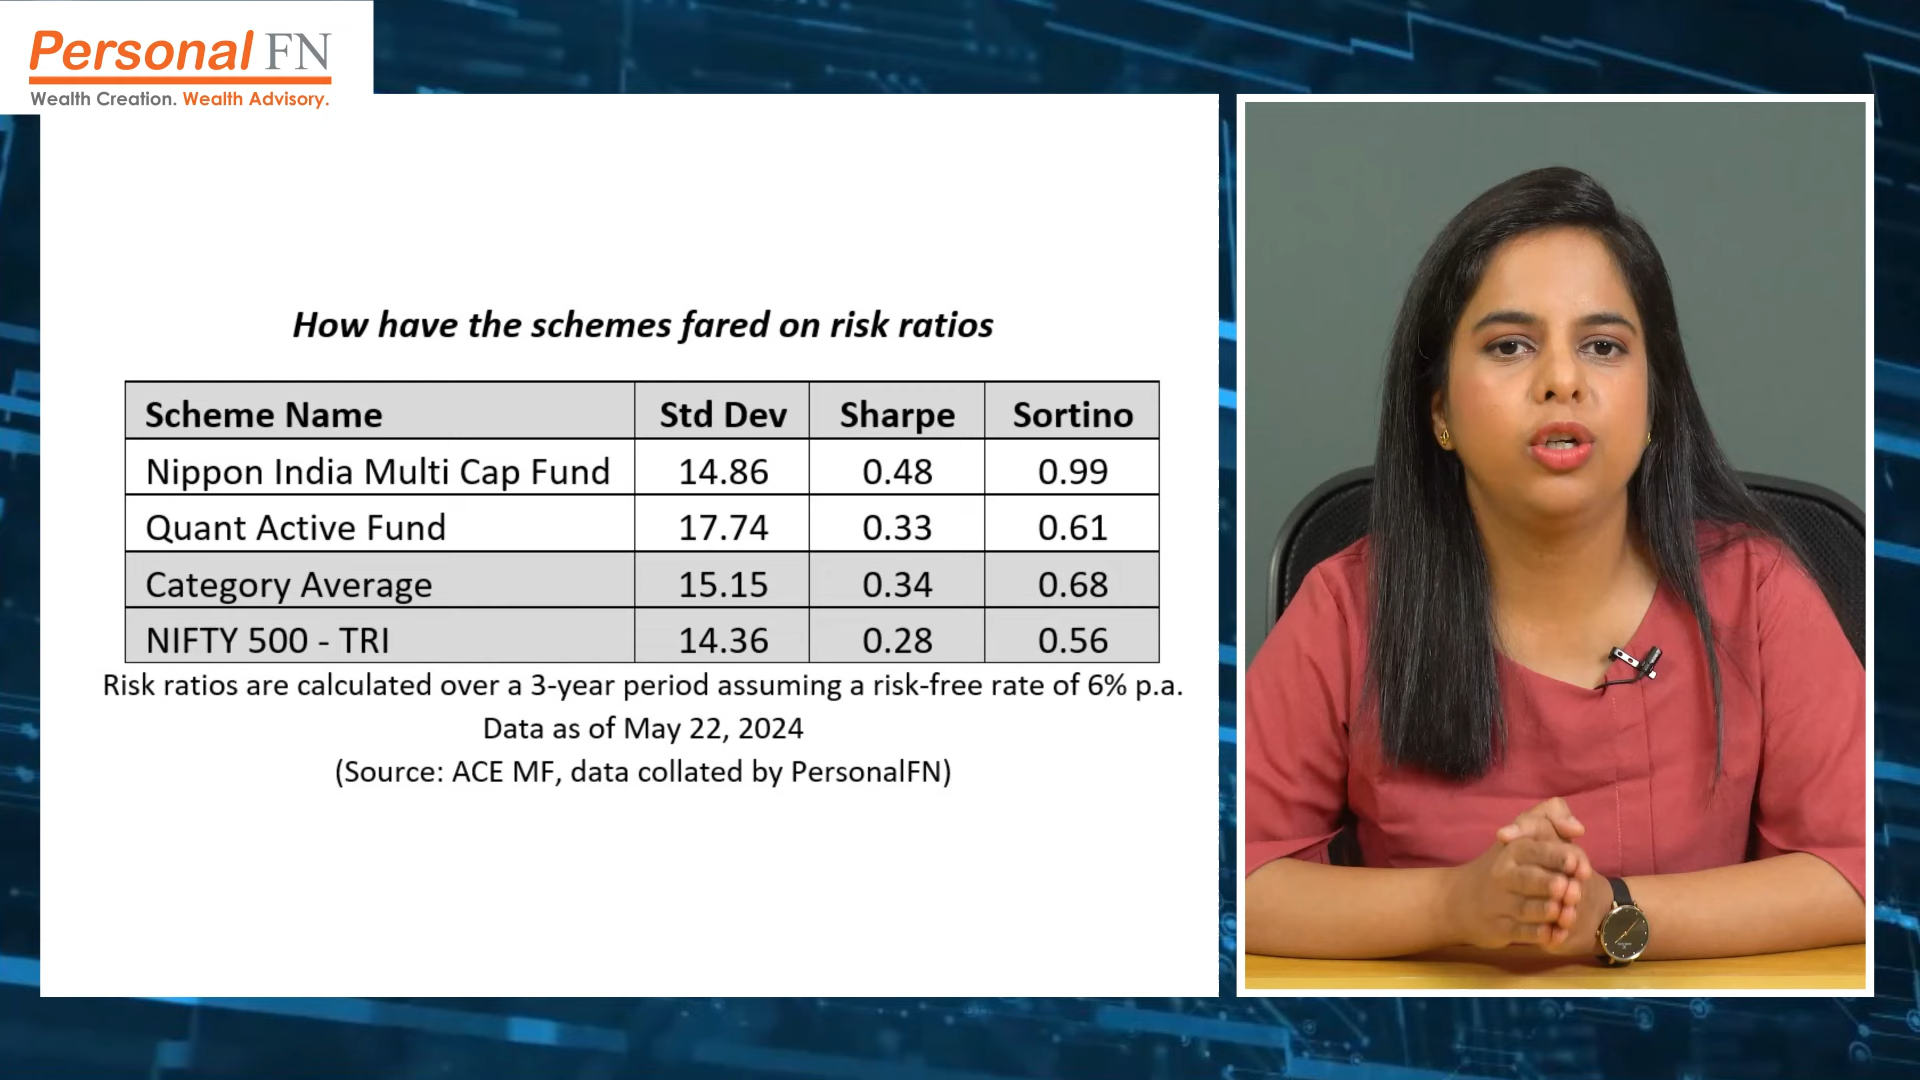 Personal FN
Wealth Creation. Wealth Advisory.
How have the schemes fared on risk ratios
Scheme Name Std Dev Sharpe Sortino
Nippon India Multi Cap Fund 14.86 0.48 0.99
Quant Active Fund 17.74 0.33 0.61
Category Average 15.15 0.34 0.68
NIFTY 500 - TRI 14.36 0.28 0.56
Risk ratios are calculated over a 3-year period assuming a risk-free rate of 6% p.a.
Data as of May 22, 2024
(Source: ACE MF, data collated by PersonalFN)